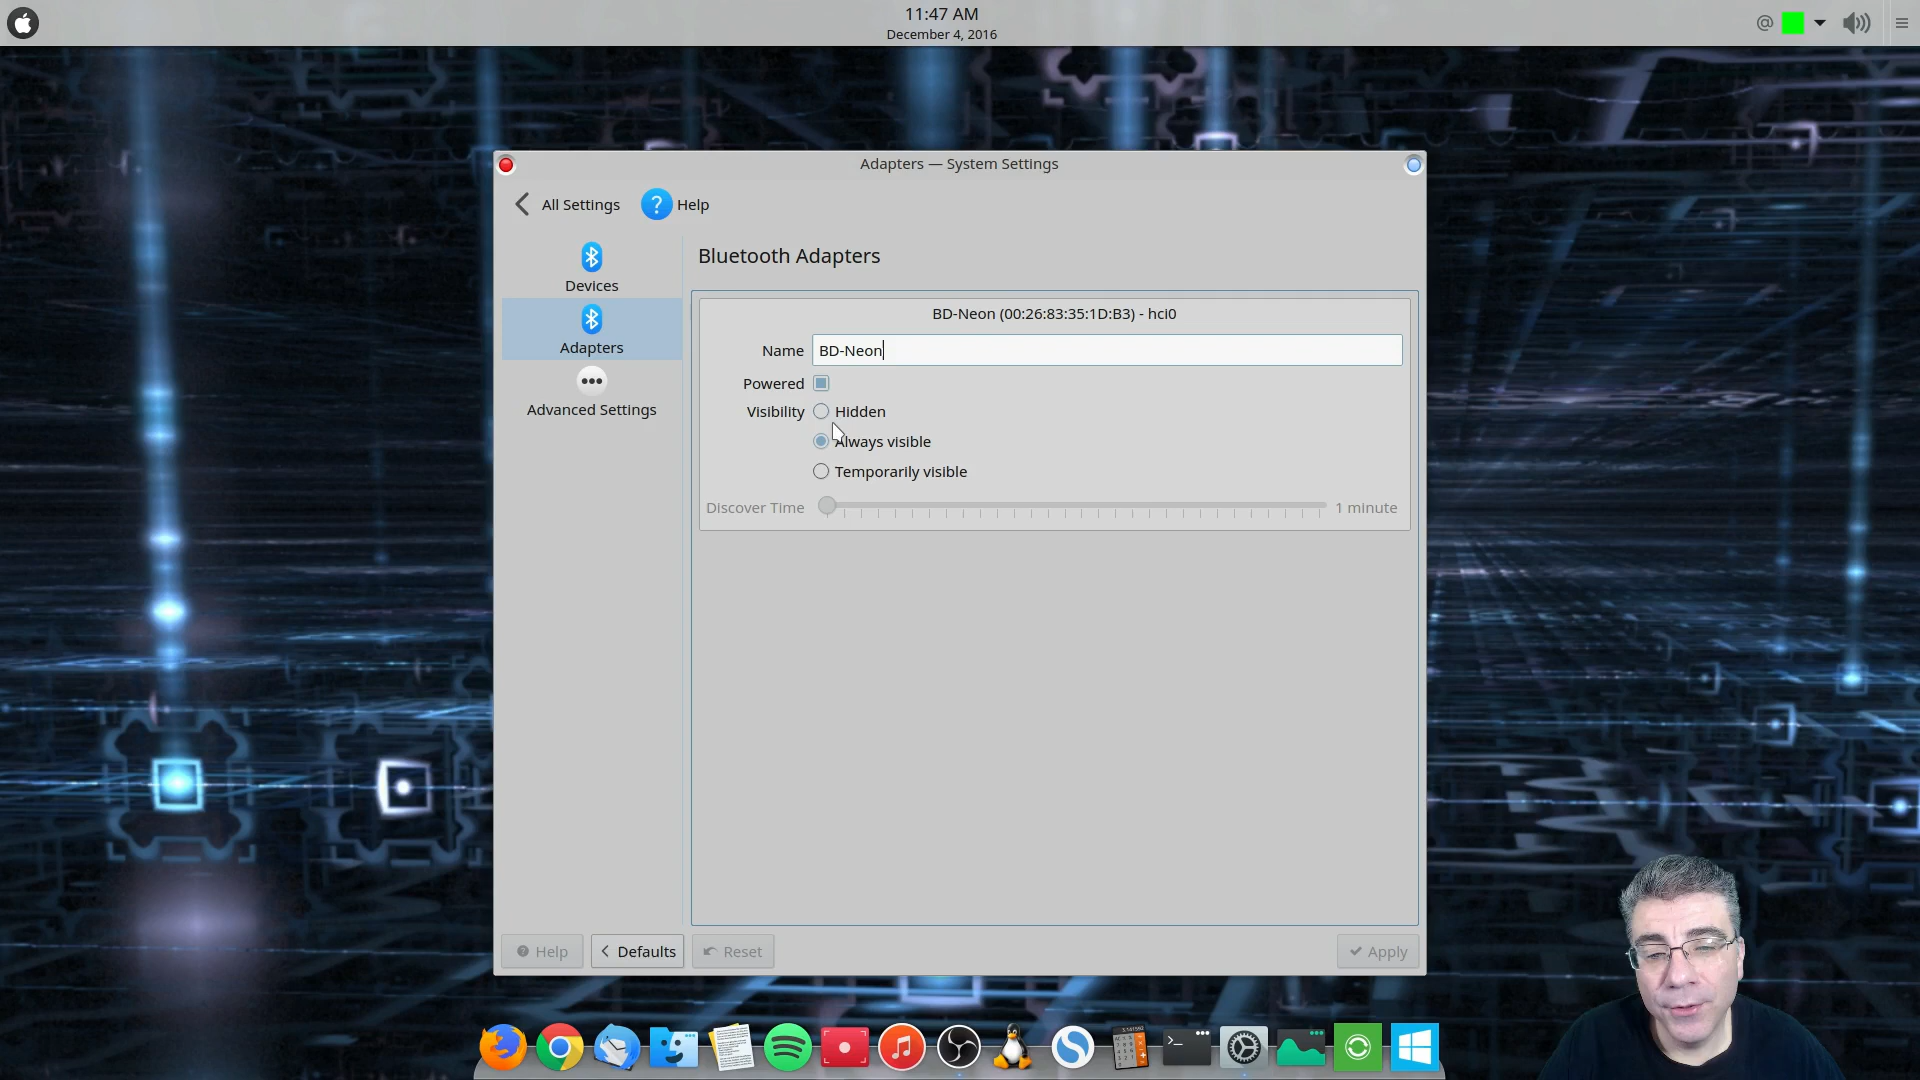 11:47 AM
December 4, 2016
@
Adapters — System Settings
All Settings
? Help
Devices
Adapters
Advanced Settings
Bluetooth Adapters
BD-Neon (00:26:83:35:1D:B3) - hci0
Name BD-Neon
Powered
Visibility Hidden
Always visible
Temporarily visible
Discover Time 1 minute
Help Defaults Reset Apply